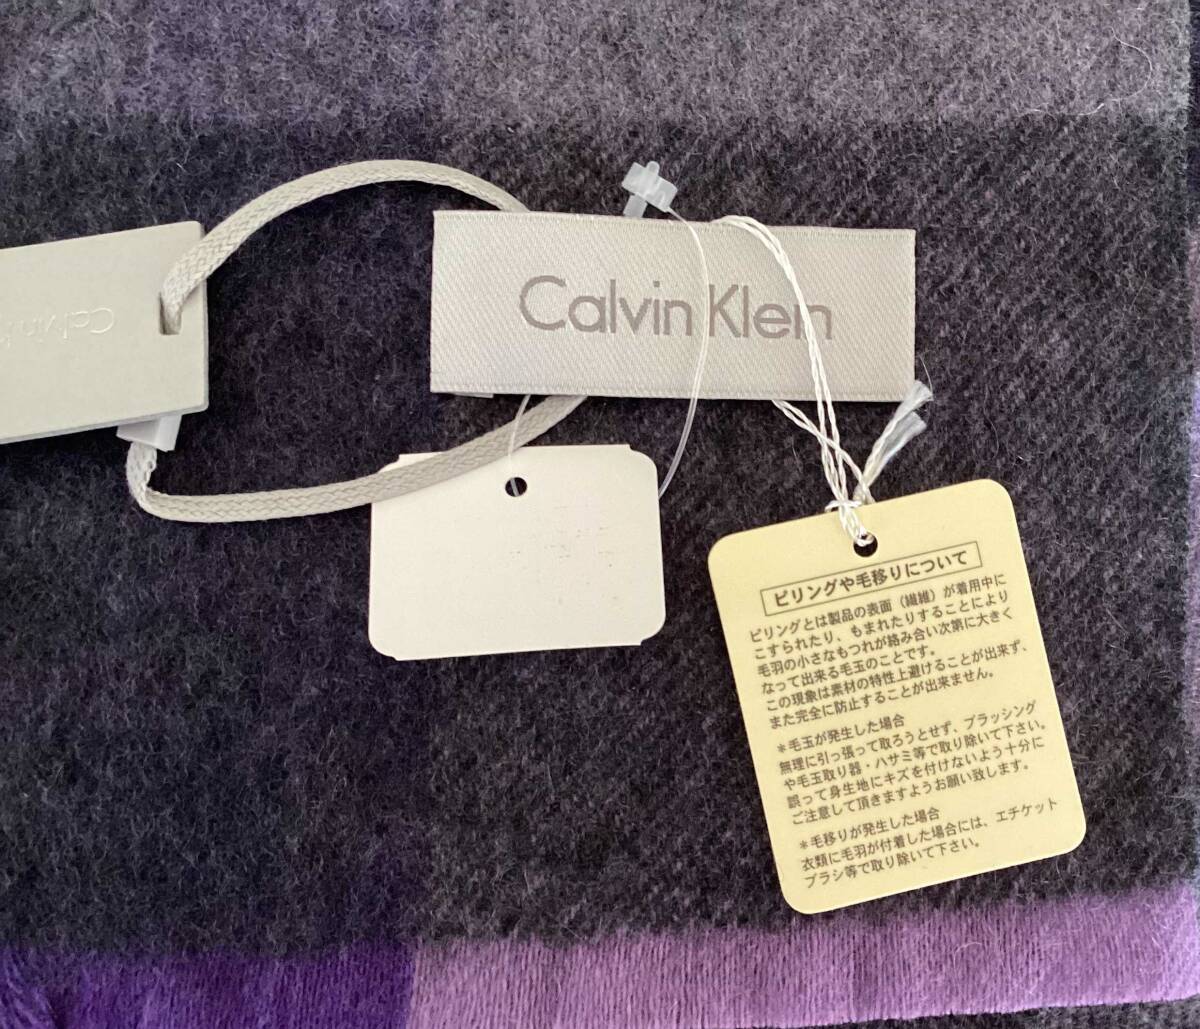 Calvin Klein
Calvin
ピリングや毛移りについて
ピリングとは製品の表面（繊維）が着用中に
こすられたり、もまれたりすることにより
毛羽の小さなもつれが絡み合い次第に大きく
なって出来る毛玉のことです。
この現象は素材の特性上避けることが出来ず、
また完全に防止することが出来ません。
＊毛玉が発生した場合
無理に引っ張って取ろうとせず、ブラッシング
や毛玉取り器・ハサミ等で取り除いて下さい。
誤って身生地にキズを付けないよう十分に
ご注意して頂きますようお願い致します。
＊毛移りが発生した場合
衣類に毛羽が付着した場合には、エチケット
ブラシ等で取り除いて下さい。